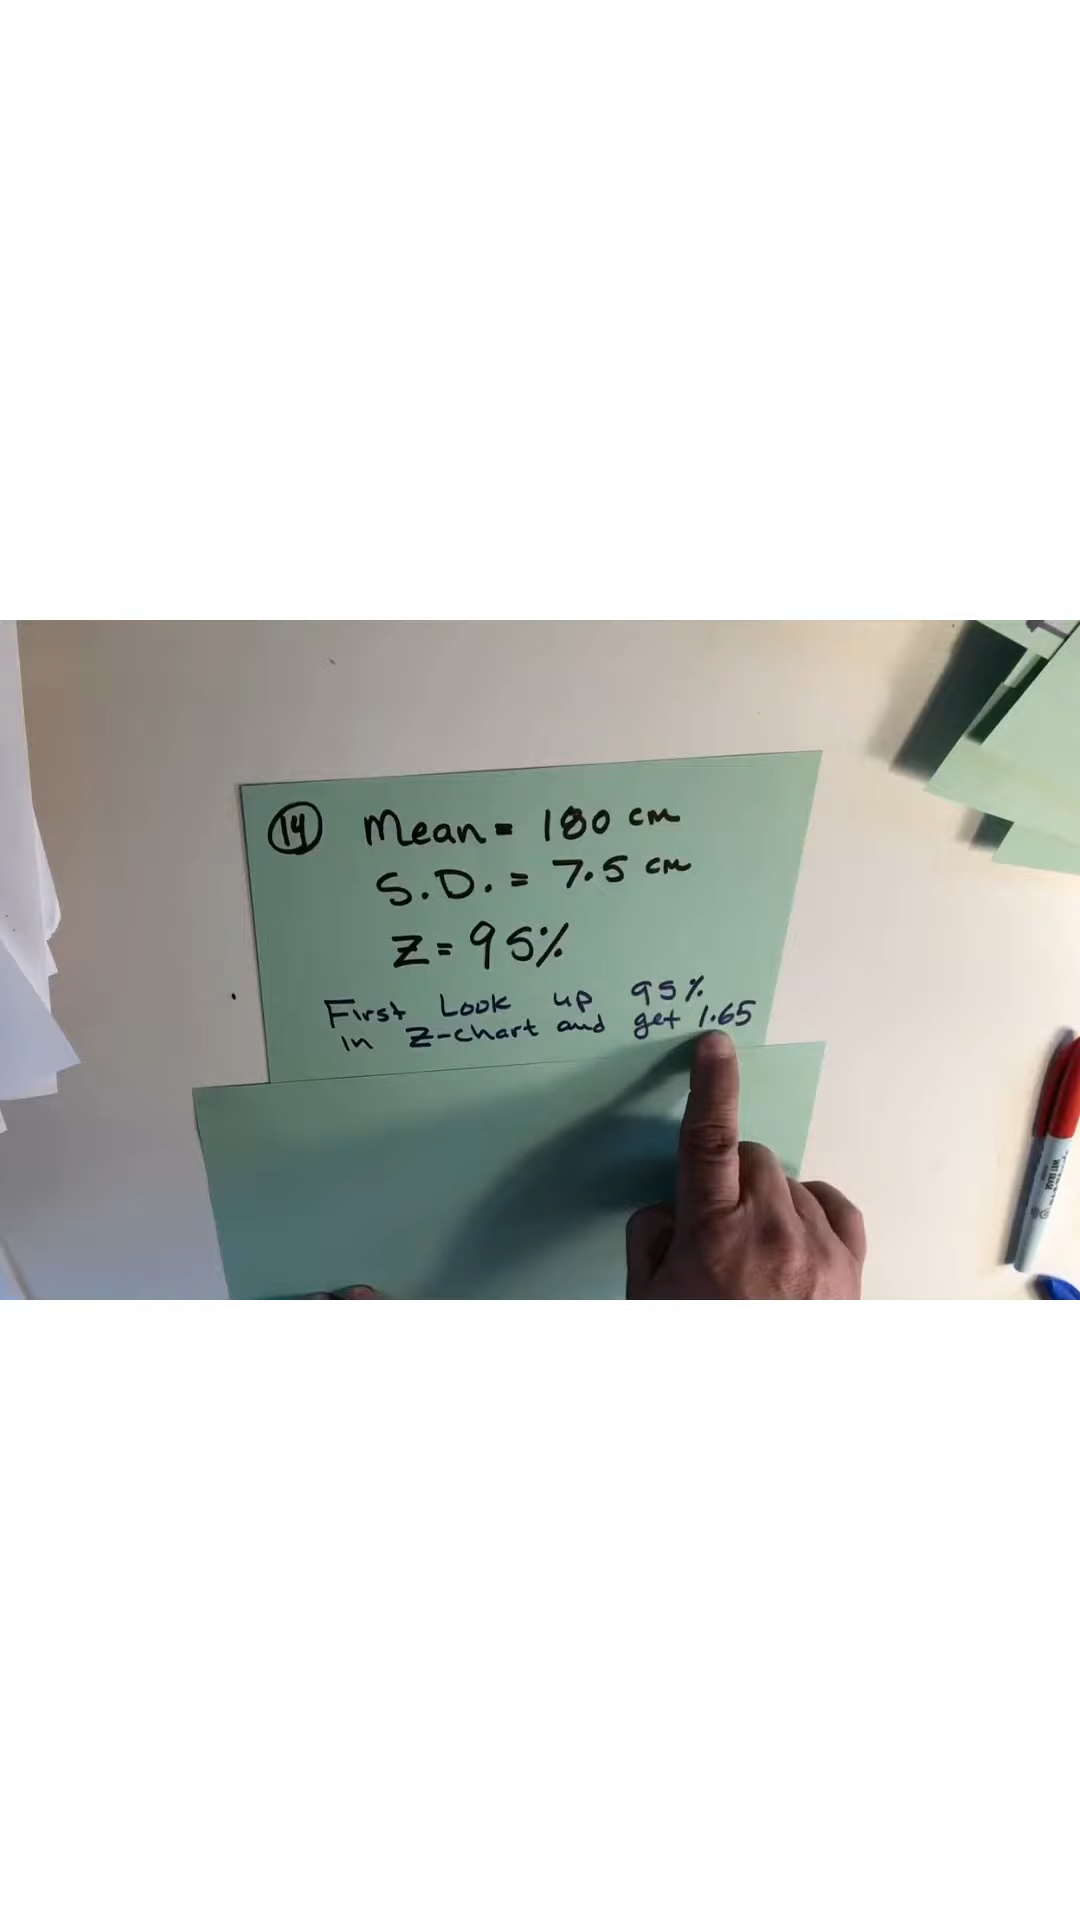 14 Mean = 180 cm
S.D. = 7.5 cm
Z = 95%
First Look up 95%
in Z-chart and get 1.65